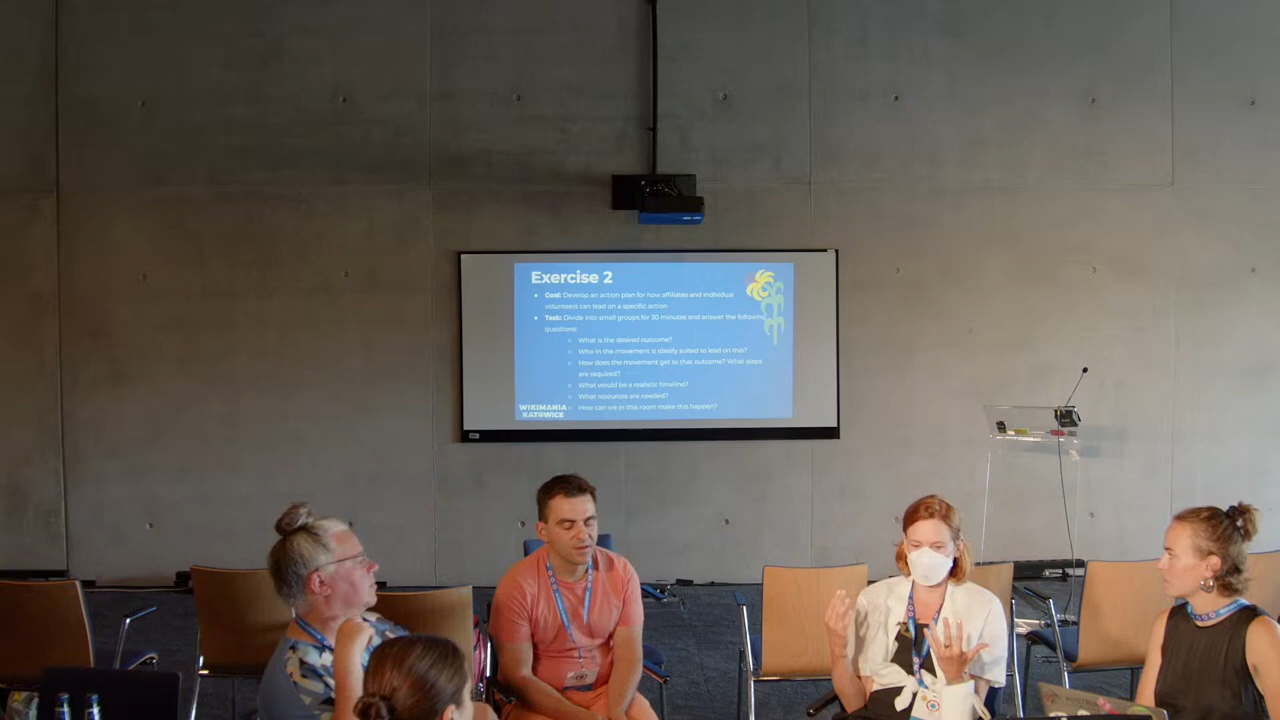 Exercise 2
Goal: Develop an action plan for how affiliates and individual
volunteers can lead on a specific action
Task: Divide into small groups for 30 minutes and answer the following
questions:
What is the desired outcome?
Who in the movement is ideally suited to lead on this?
How does the movement get to that outcome? What steps
are required?
What would be a realistic timeline?
What resources are needed?
How can we in this room make this happen?
WIKIMANIA
KATOWICE